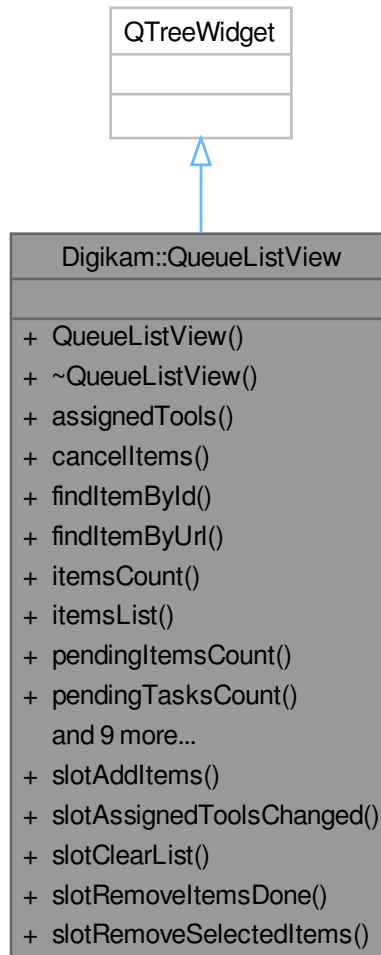 QTreeWidget
Digikam::QueueListView
+ QueueListView()
+ ~QueueListView()
+ assignedTools()
+ cancelItems()
+ findItemById()
+ findItemByUrl()
+ itemsCount()
+ itemsList()
+ pendingItemsCount()
+ pendingTasksCount()
and 9 more...
+ slotAddItems()
+ slotAssignedToolsChanged()
+ slotClearList()
+ slotRemoveItemsDone()
+ slotRemoveSelectedItems()